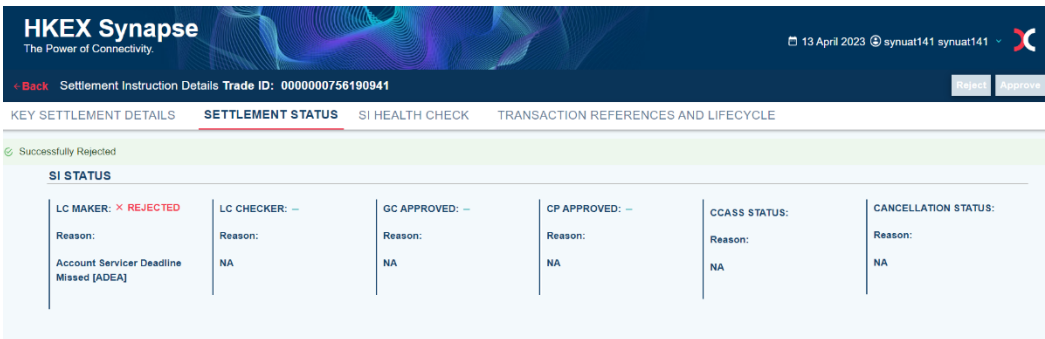 HKEX Synapse
The Power of Connectivity.
13 April 2023 synuat141 synuat141
←Back Settlement Instruction Details Trade ID: 0000000756190941
Reject Approve
KEY SETTLEMENT DETAILS SETTLEMENT STATUS SI HEALTH CHECK TRANSACTION REFERENCES AND LIFECYCLE
Successfully Rejected
SI STATUS
LC MAKER: × REJECTED
Reason:
Account Servicer Deadline
Missed [ADEA]
LC CHECKER: –
Reason:
NA
GC APPROVED: –
Reason:
NA
CP APPROVED: –
Reason:
NA
CCASS STATUS:
Reason:
NA
CANCELLATION STATUS:
Reason:
NA